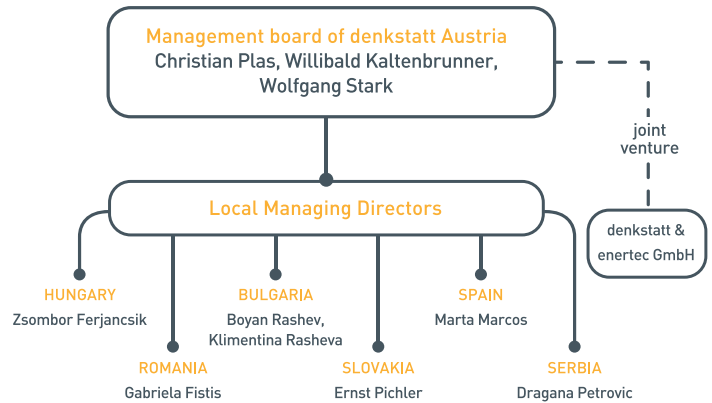 Management board of denkstatt Austria
Christian Plas, Willibald Kaltenbrunner,
Wolfgang Stark
joint
venture
denkstatt &
enertec GmbH
Local Managing Directors
HUNGARY
Zsombor Ferjancsik
BULGARIA
Boyan Rashev,
Klimentina Rasheva
SPAIN
Marta Marcos
ROMANIA
Gabriela Fistis
SLOVAKIA
Ernst Pichler
SERBIA
Dragana Petrovic